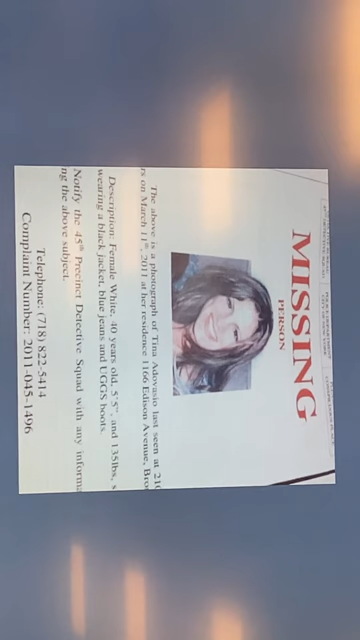 MISSING
PERSON
The above is a photograph of Tina Adovasio last seen at 210
rs on March 11th, 2011 at her residence 1166 Edison Avenue, Bro
Description: Female White, 40 years old, 5'5", and 135lbs, s
wearing a black jacket, blue jeans and UGGS boots.
Notify the 45th Precinct Detective Squad with any informa
ng the above subject.
Telephone: (718) 822-5414
Complaint Number: 2011-045-1496